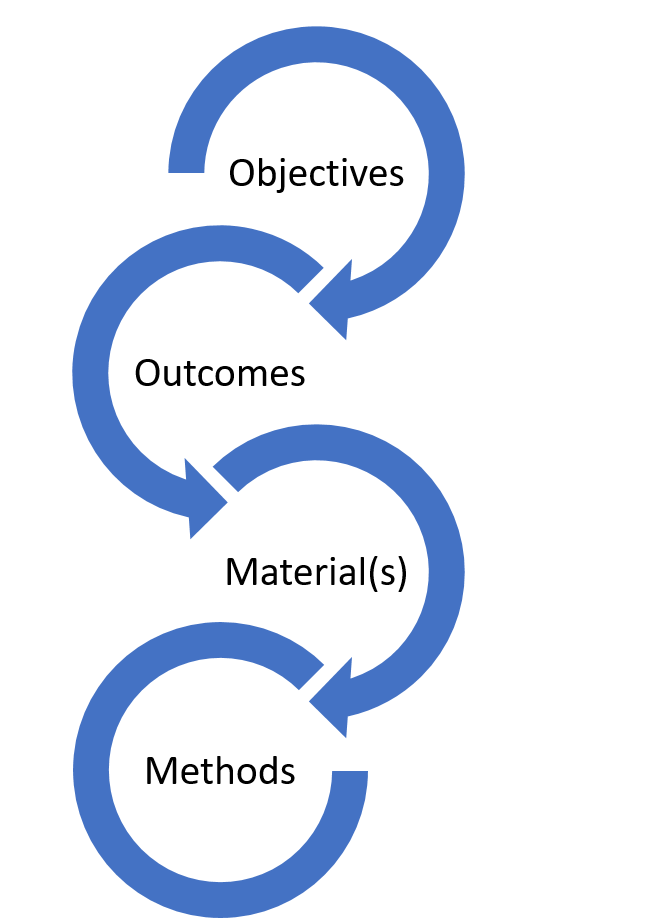 Objectives
Outcomes
Material(s)
Methods